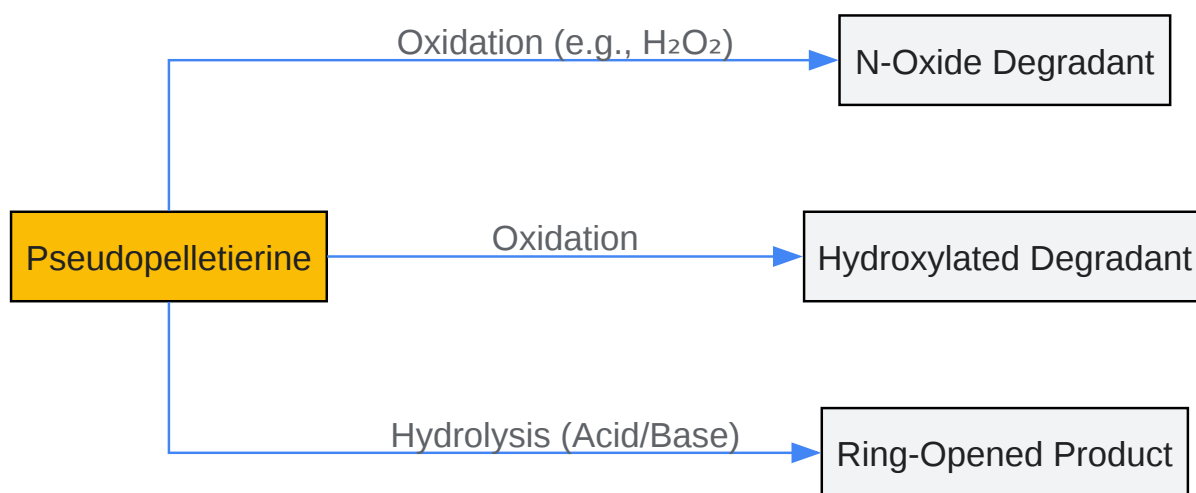 Oxidation (e.g., H₂O₂)
N-Oxide Degradant
Pseudopelletierine
Oxidation
Hydroxylated Degradant
Hydrolysis (Acid/Base)
Ring-Opened Product